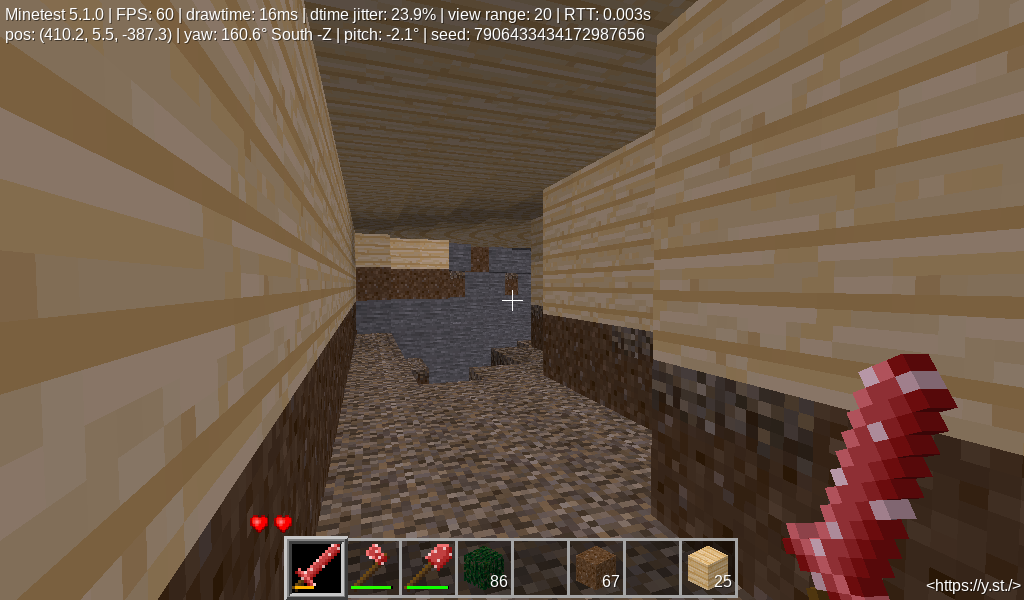 Minetest 5.1.0 | FPS: 60 | drawtime: 16ms | dtime jitter: 23.9% | view range: 20 | RTT: 0.003s
pos: (410.2, 5.5, -387.3) | yaw: 160.6° South -Z | pitch: -2.1° | seed: 7906433434172987656
86
67
25
<https://y.st./>